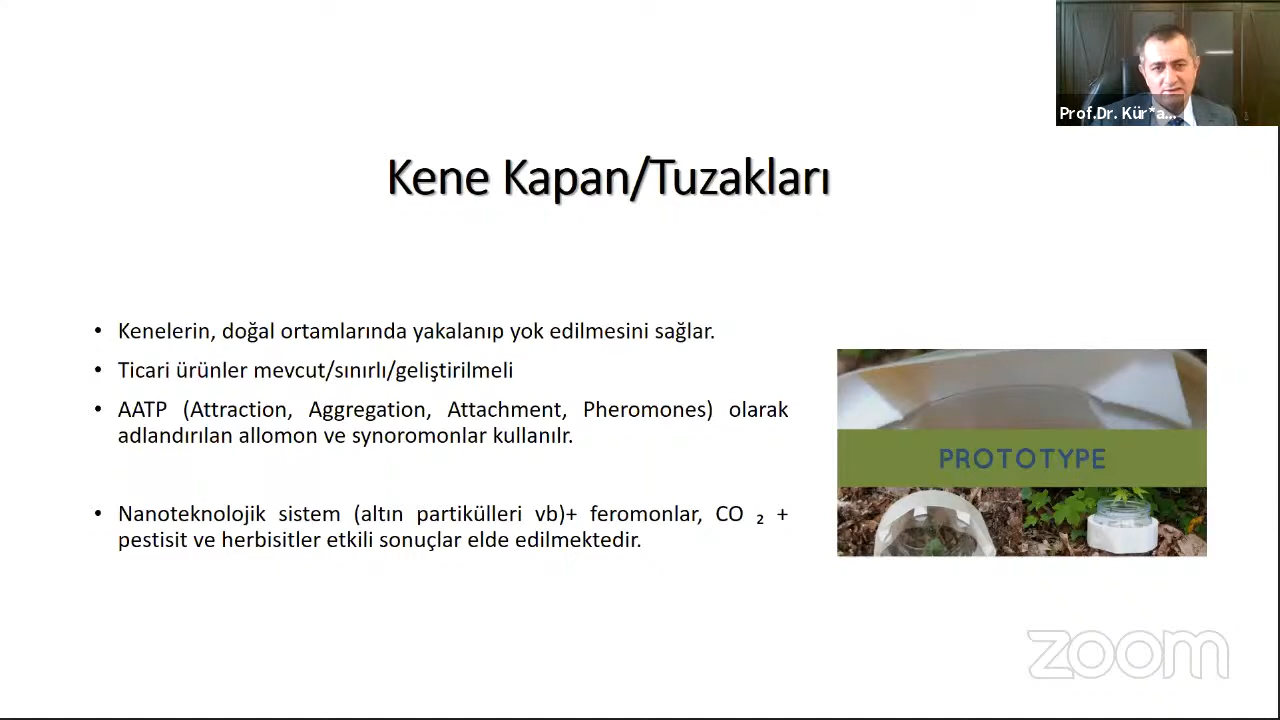 Prof.Dr. Kür*a...
Kene Kapan/Tuzakları
• Kenelerin, doğal ortamlarında yakalanıp yok edilmesini sağlar.
• Ticari ürünler mevcut/sınırlı/geliştirilmeli
• AATP (Attraction, Aggregation, Attachment, Pheromones) olarak
adlandırılan allomon ve synoromonlar kullanılr.
• Nanoteknolojik sistem (altın partikülleri vb)+ feromonlar, CO ₂ +
pestisit ve herbisitler etkili sonuçlar elde edilmektedir.
PROTOTYPE
zoom